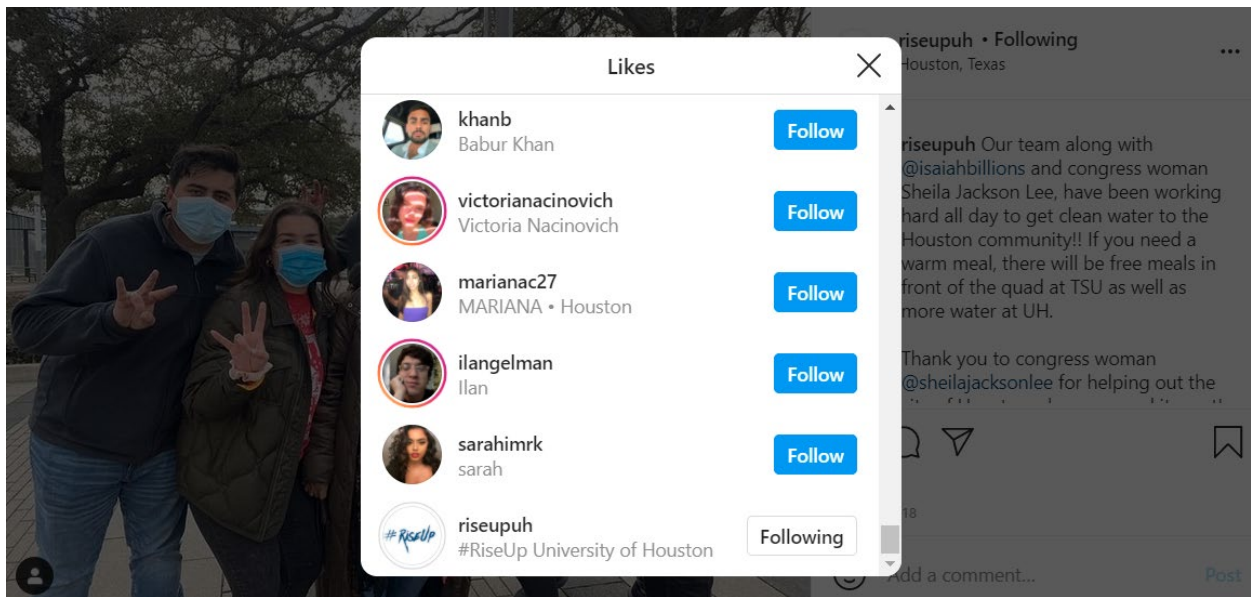 Likes
khanb
Babur Khan
Follow
victorianacinovich
Victoria Nacinovich
Follow
marianac27
MARIANA • Houston
Follow
ilangelman
Ilan
Follow
sarahimrk
sarah
Follow
#RISEUP
riseupuh
#RiseUp University of Houston
Following
riseupuh • Following
Houston, Texas
riseupuh Our team along with
@isaiahbillions and congress woman
Sheila Jackson Lee, have been working
hard all day to get clean water to the
Houston community!! If you need a
warm meal, there will be free meals in
front of the quad at TSU as well as
more water at UH.
Thank you to congress woman
@sheilajacksonlee for helping out the
18
Add a comment...
Post